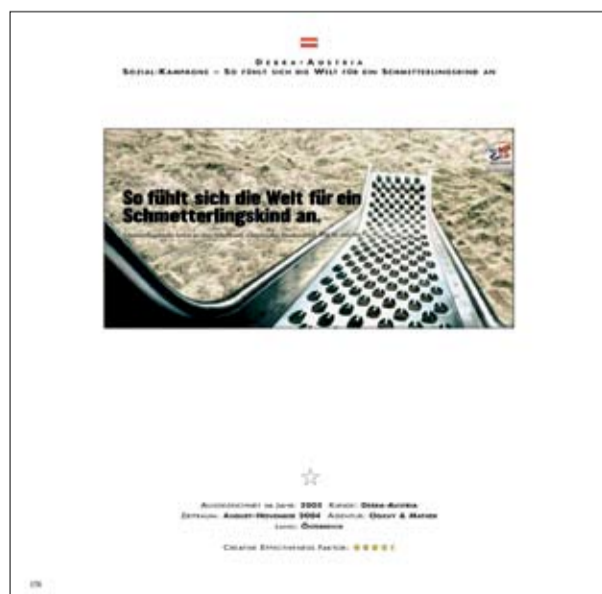 Debra-Austria
Sozial-Kampagne – So fühlt sich die Welt für ein Schmetterlingskind an
So fühlt sich die Welt für ein
Schmetterlingskind an.
Ausgezeichnet im Jahr: 2005 Kunde: Debra-Austria
Zeitraum: August–November 2004 Agentur: Ogilvy & Mather
Land: Österreich
Creative Effectiveness Faktor: